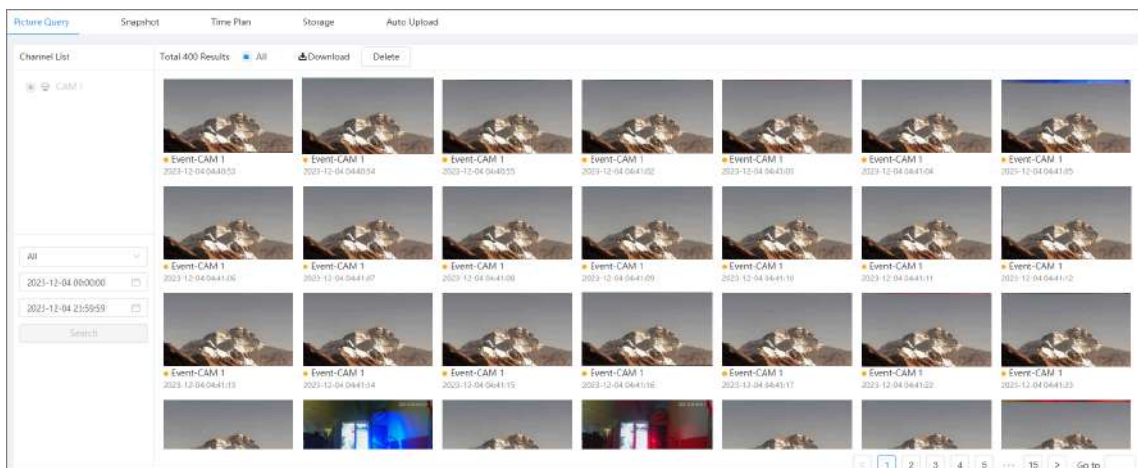 Picture Query Snapshot Time Plan Storage Auto Upload
Channel List
Total 400 Results All Download Delete
CAM 1
Event-CAM 1 Event-CAM 1 Event-CAM 1 Event-CAM 1 Event-CAM 1 Event-CAM 1 Event-CAM 1
2023-12-04 04:40:53 2023-12-04 04:40:54 2023-12-04 04:40:55 2023-12-04 04:41:02 2023-12-04 04:41:03 2023-12-04 04:41:04 2023-12-04 04:41:05
All
2023-12-04 00:00:00
2023-12-04 23:59:59
Search
Event-CAM 1 Event-CAM 1 Event-CAM 1 Event-CAM 1 Event-CAM 1 Event-CAM 1 Event-CAM 1
2023-12-04 04:41:06 2023-12-04 04:41:07 2023-12-04 04:41:08 2023-12-04 04:41:09 2023-12-04 04:41:10 2023-12-04 04:41:11 2023-12-04 04:41:12
Event-CAM 1 Event-CAM 1 Event-CAM 1 Event-CAM 1 Event-CAM 1 Event-CAM 1 Event-CAM 1
2023-12-04 04:41:13 2023-12-04 04:41:14 2023-12-04 04:41:15 2023-12-04 04:41:16 2023-12-04 04:41:17 2023-12-04
< 1 2 3 4 5 ••• 15 > Go to